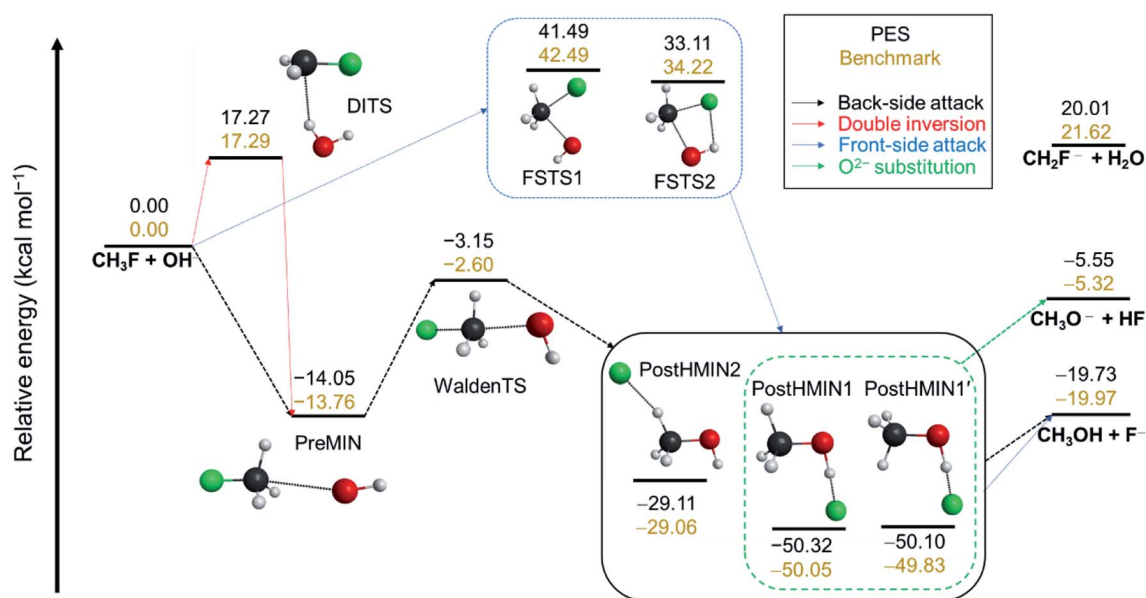 Relative energy (kcal mol⁻¹)
0.00
0.00
CH₃F + OH
17.27
17.29
DITS
−14.05
−13.76
PreMIN
−3.15
−2.60
WaldenTS
41.49
42.49
FSTS1
33.11
34.22
FSTS2
PES
Benchmark
Back-side attack
Double inversion
Front-side attack
O²⁻ substitution
PostHMIN2
−29.11
−29.06
PostHMIN1
−50.32
−50.05
PostHMIN1'
−50.10
−49.83
20.01
21.62
CH₂F⁻ + H₂O
−5.55
−5.32
CH₃O⁻ + HF
−19.73
−19.97
CH₃OH + F⁻